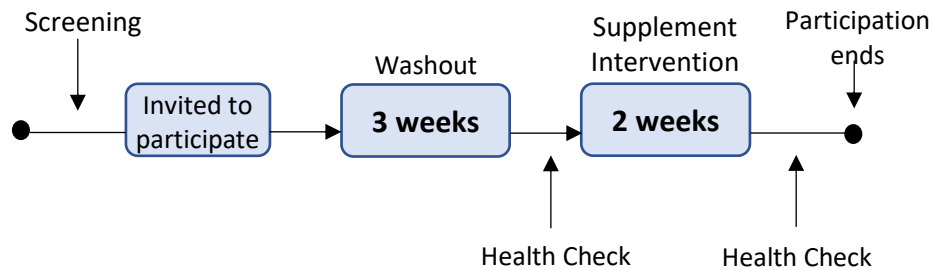 Screening
Invited to
participate
Washout
3 weeks
Supplement
Intervention
2 weeks
Participation
ends
Health Check
Health Check